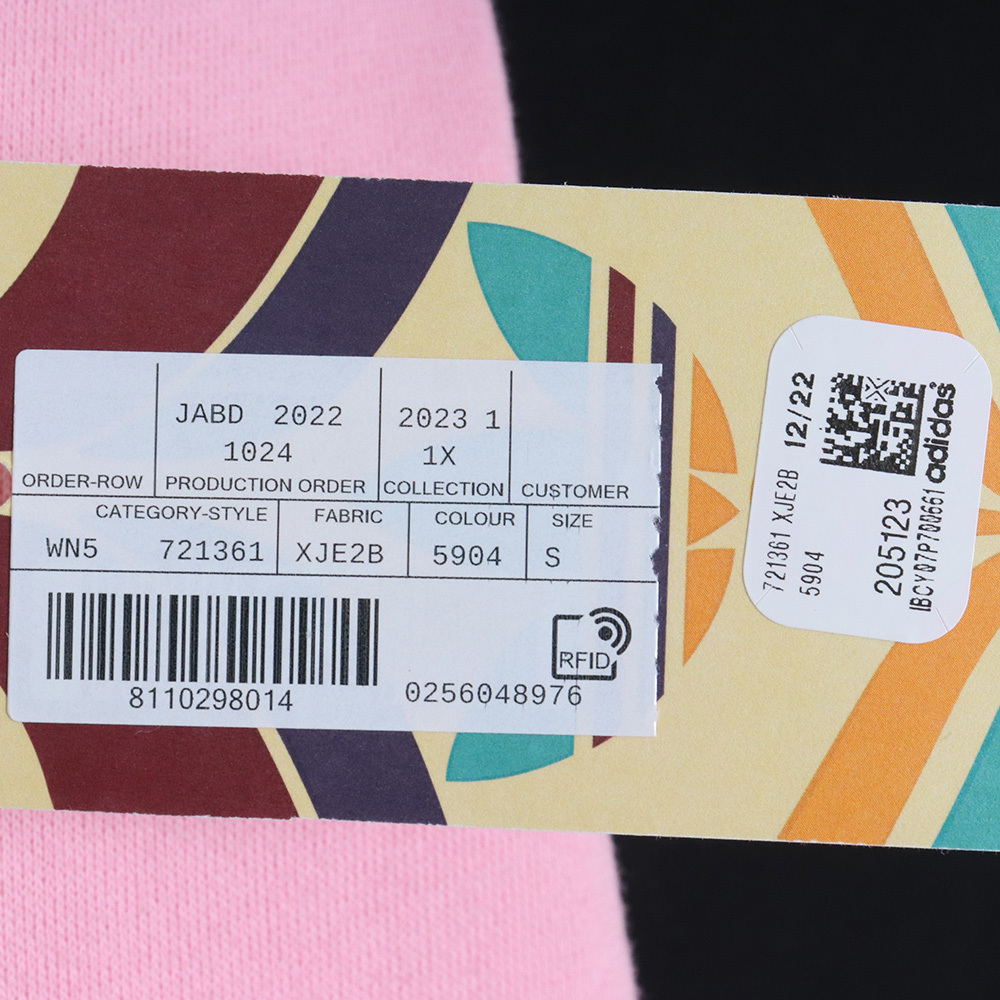 JABD 2022
1024
2023 1
1X
ORDER-ROW
PRODUCTION ORDER
COLLECTION
CUSTOMER
CATEGORY-STYLE
FABRIC
COLOUR
SIZE
WN5 721361
XJE2B
5904
S
RFID
8110298014
0256048976
12/22
adidas
721361 XJE2B
5904
205123
IBCY07P700661